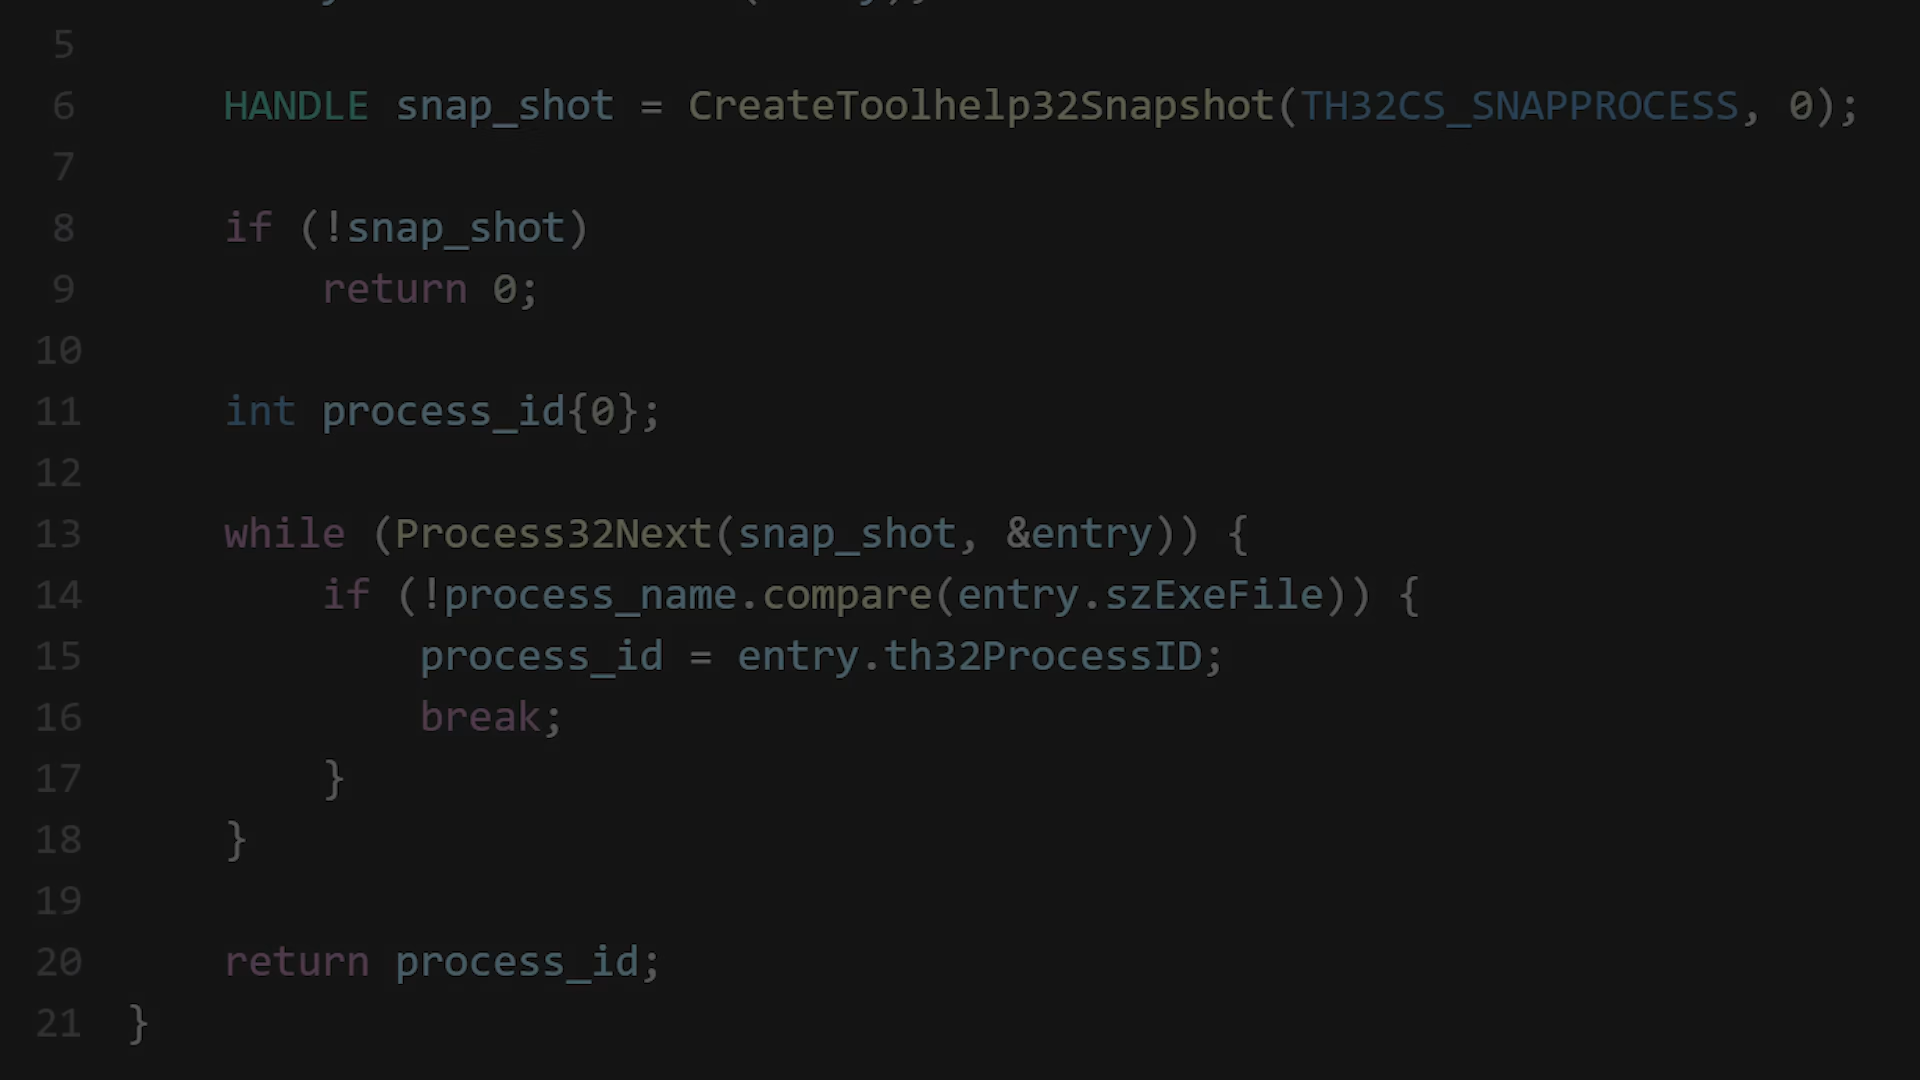 5
6 HANDLE snap_shot = CreateToolhelp32Snapshot(TH32CS_SNAPPROCESS, 0);
7
8 if (!snap_shot)
9 return 0;
10
11 int process_id{0};
12
13 while (Process32Next(snap_shot, &entry)) {
14 if (!process_name.compare(entry.szExeFile)) {
15 process_id = entry.th32ProcessID;
16 break;
17 }
18 }
19
20 return process_id;
21 }